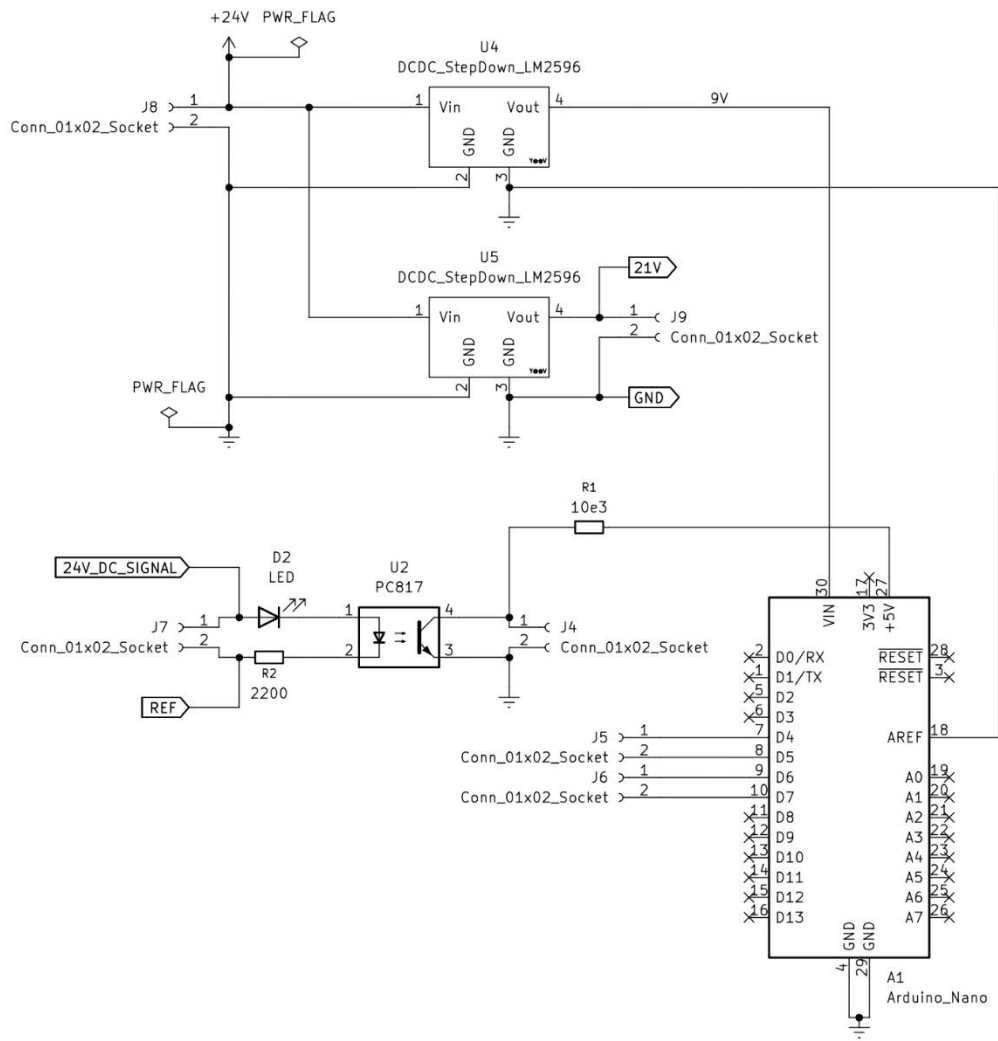 +24V PWR_FLAG
U4
DCDC_StepDown_LM2596
J8 1
Conn_01x02_Socket 2
1 Vin Vout 4
9V
GND GND
2 3
U5
DCDC_StepDown_LM2596
21V
1 Vin Vout 4
1 J9
2 Conn_01x02_Socket
GND GND
2 3
PWR_FLAG
GND
R1
10e3
24V_DC_SIGNAL
D2
LED
U2
PC817
J7 1
Conn_01x02_Socket 2
1 4
2 3
1 J4
2 Conn_01x02_Socket
R2
2200
REF
30 17 27
VIN 3V3 +5V
2 D0/RX RESET 28
1 D1/TX RESET 3
5 D2
6 D3
J5 1 7 D4 AREF 18
Conn_01x02_Socket 2 8 D5
J6 1 9 D6 A0 19
Conn_01x02_Socket 2 10 D7 A1 20
11 D8 A2 21
12 D9 A3 22
13 D10 A4 23
14 D11 A5 24
15 D12 A6 25
16 D13 A7 26
GND GND
4 29
A1
Arduino_Nano